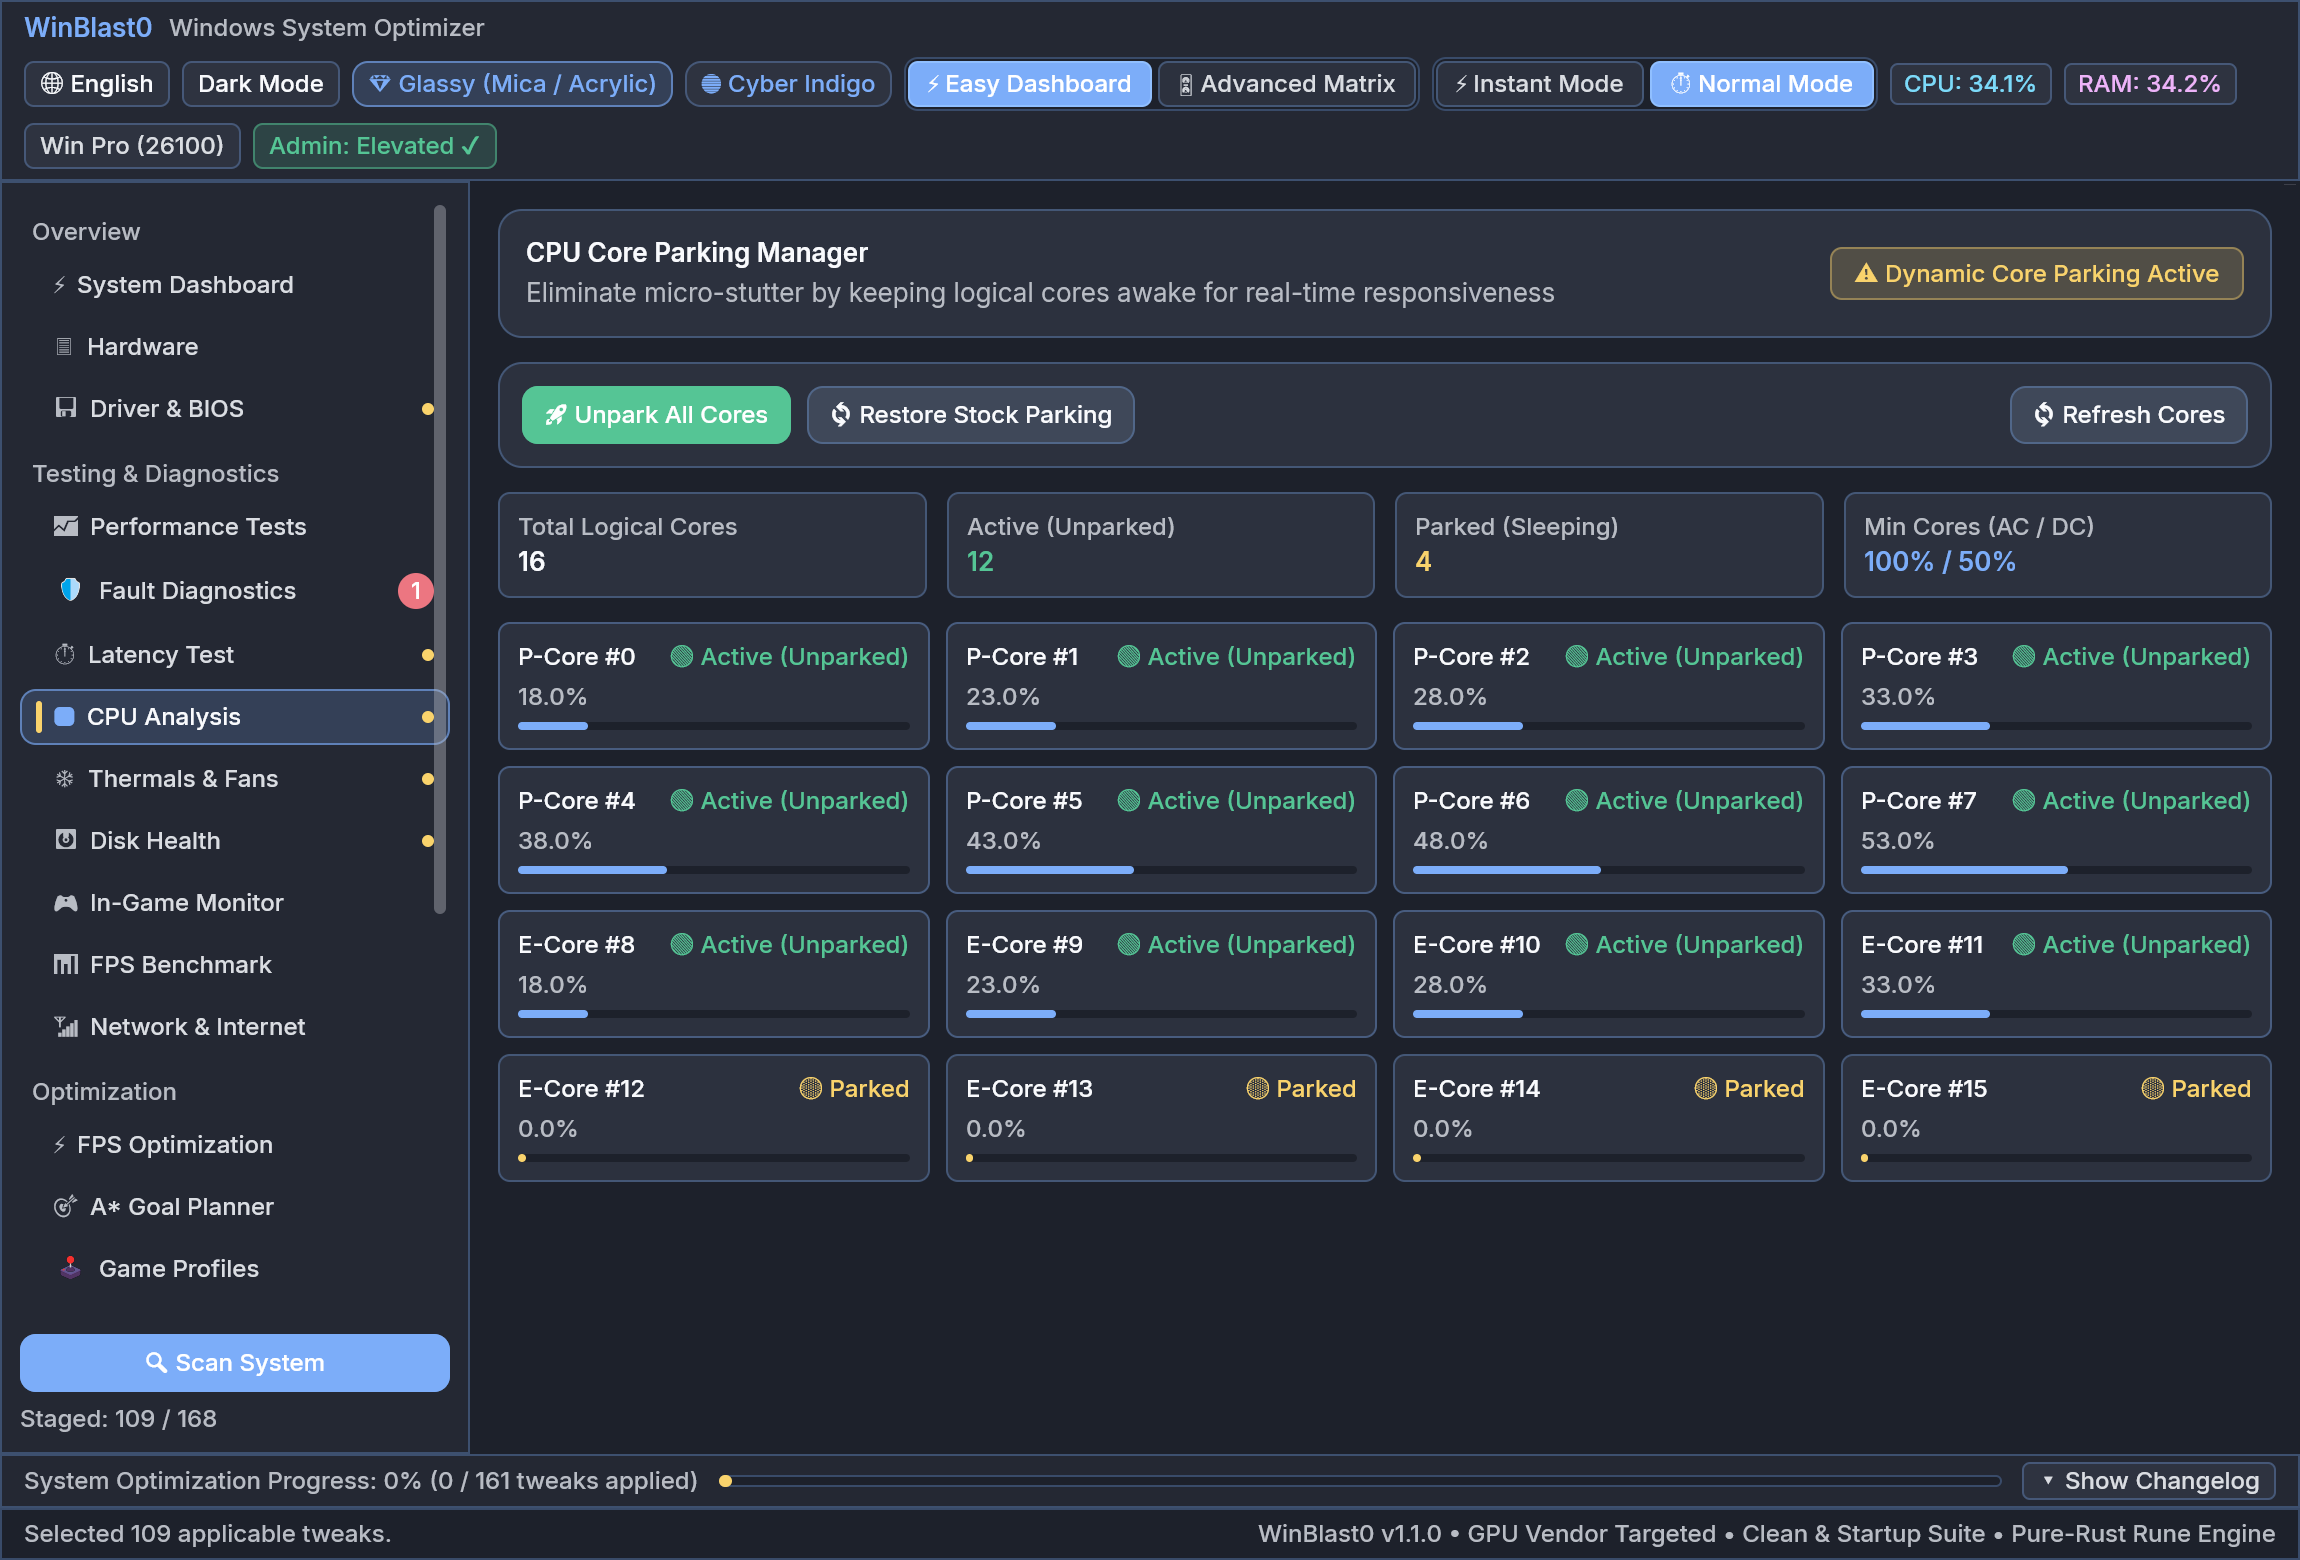 WinBlast0 Windows System Optimizer
English Dark Mode Glassy (Mica / Acrylic) Cyber Indigo ⚡Easy Dashboard Advanced Matrix ⚡Instant Mode Normal Mode CPU: 34.1% RAM: 34.2%
Win Pro (26100) Admin: Elevated ✓
Overview
System Dashboard
Hardware
Driver & BIOS
Testing & Diagnostics
Performance Tests
Fault Diagnostics 1
Latency Test
CPU Analysis
Thermals & Fans
Disk Health
In-Game Monitor
FPS Benchmark
Network & Internet
Optimization
FPS Optimization
A* Goal Planner
Game Profiles
Scan System
Staged: 109 / 168
CPU Core Parking Manager
Eliminate micro-stutter by keeping logical cores awake for real-time responsiveness
⚠ Dynamic Core Parking Active
Unpark All Cores Restore Stock Parking Refresh Cores
Total Logical Cores
16
Active (Unparked)
12
Parked (Sleeping)
4
Min Cores (AC / DC)
100% / 50%
P-Core #0 Active (Unparked)
18.0%
P-Core #1 Active (Unparked)
23.0%
P-Core #2 Active (Unparked)
28.0%
P-Core #3 Active (Unparked)
33.0%
P-Core #4 Active (Unparked)
38.0%
P-Core #5 Active (Unparked)
43.0%
P-Core #6 Active (Unparked)
48.0%
P-Core #7 Active (Unparked)
53.0%
E-Core #8 Active (Unparked)
18.0%
E-Core #9 Active (Unparked)
23.0%
E-Core #10 Active (Unparked)
28.0%
E-Core #11 Active (Unparked)
33.0%
E-Core #12 Parked
0.0%
E-Core #13 Parked
0.0%
E-Core #14 Parked
0.0%
E-Core #15 Parked
0.0%
System Optimization Progress: 0% (0 / 161 tweaks applied) ▼ Show Changelog
Selected 109 applicable tweaks. WinBlast0 v1.1.0 • GPU Vendor Targeted • Clean & Startup Suite • Pure-Rust Rune Engine